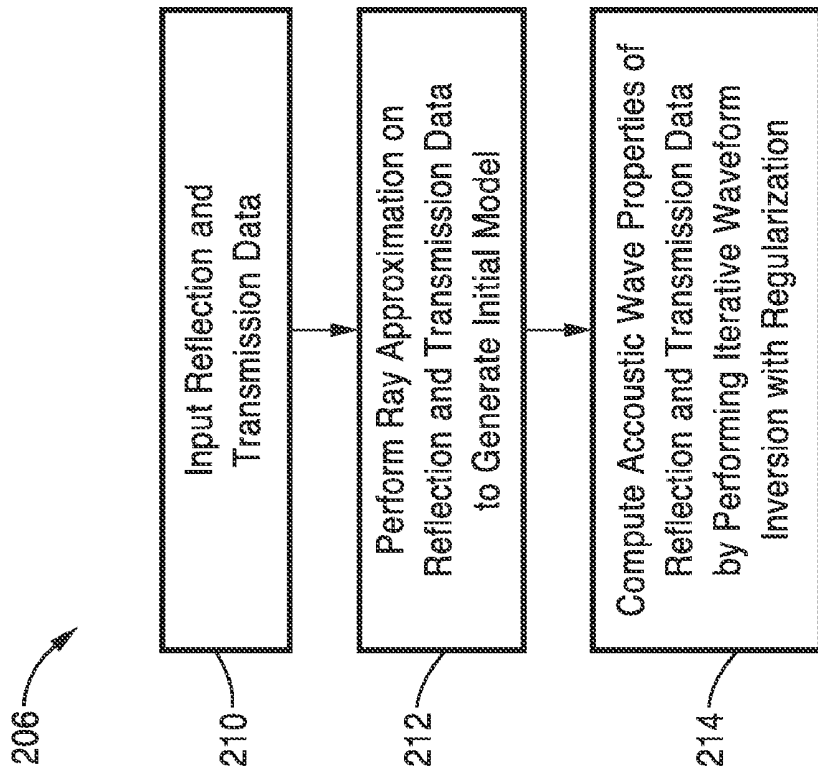 206
210
Input Reflection and
Transmission Data
212
Perform Ray Approximation on
Reflection and Transmission Data
to Generate Initial Model
214
Compute Accoustic Wave Properties of
Reflection and Transmission Data
by Performing Iterative Waveform
Inversion with Regularization